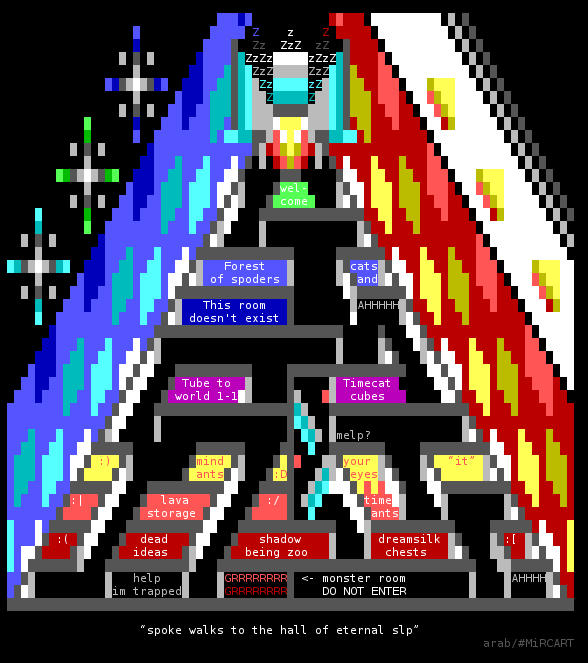 Z z Z
Zz ZzZ zZ
ZzZz zZzZ
ZzZ ZzZ
Zz zZ
Z Z
wel-
come
Forest cats
of spoders and
This room AHHHHH
doesn't exist
Tube to Timecat
world 1-1 cubes
melp?
:) mind your "it"
ants :D eyes
:| lava :/ time
storage ants
:( dead shadow dreamsilk :[
ideas being zoo chests
help GRRRRRRRR <- monster room AHHHH
im trapped GRRRRRRRR DO NOT ENTER
"spoke walks to the hall of eternal slp"
arab/#MiRCART